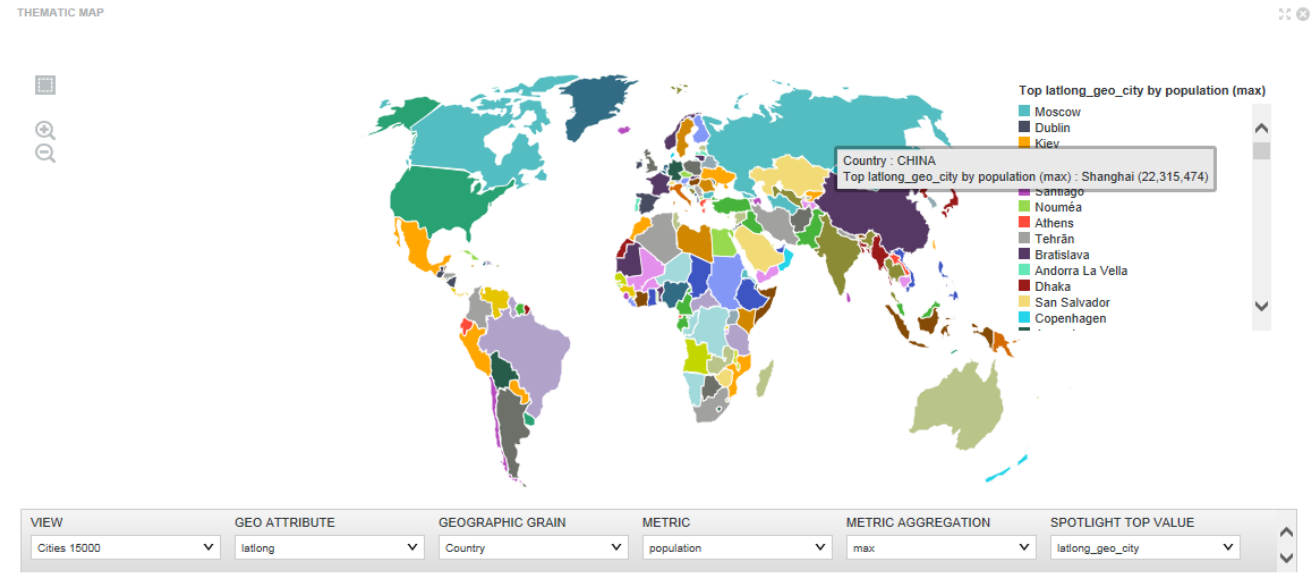 THEMATIC MAP
Top latlong_geo_city by population (max)
Moscow
Dublin
Kiev
Country : CHINA
Top latlong_geo_city by population (max) : Shanghai (22,315,474)
Santiago
Nouméa
Athens
Tehrān
Bratislava
Andorra La Vella
Dhaka
San Salvador
Copenhagen
VIEW
GEO ATTRIBUTE
GEOGRAPHIC GRAIN
METRIC
METRIC AGGREGATION
SPOTLIGHT TOP VALUE
Cities 15000
latlong
Country
population
max
latlong_geo_city